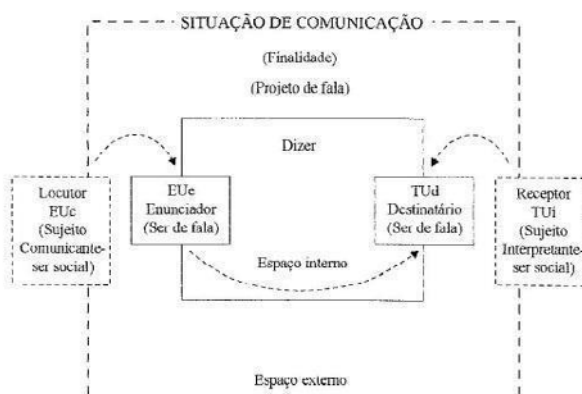 SITUAÇÃO DE COMUNICAÇÃO
(Finalidade)
(Projeto de fala)
Dizer
Locutor
EUc
(Sujeito
Comunicante-
ser social)
EUe
Enunciador
(Ser de fala)
TUd
Destinatário
(Ser de fala)
Receptor
TUi
(Sujeito
Interpretante-
ser social)
Espaço interno
Espaço externo